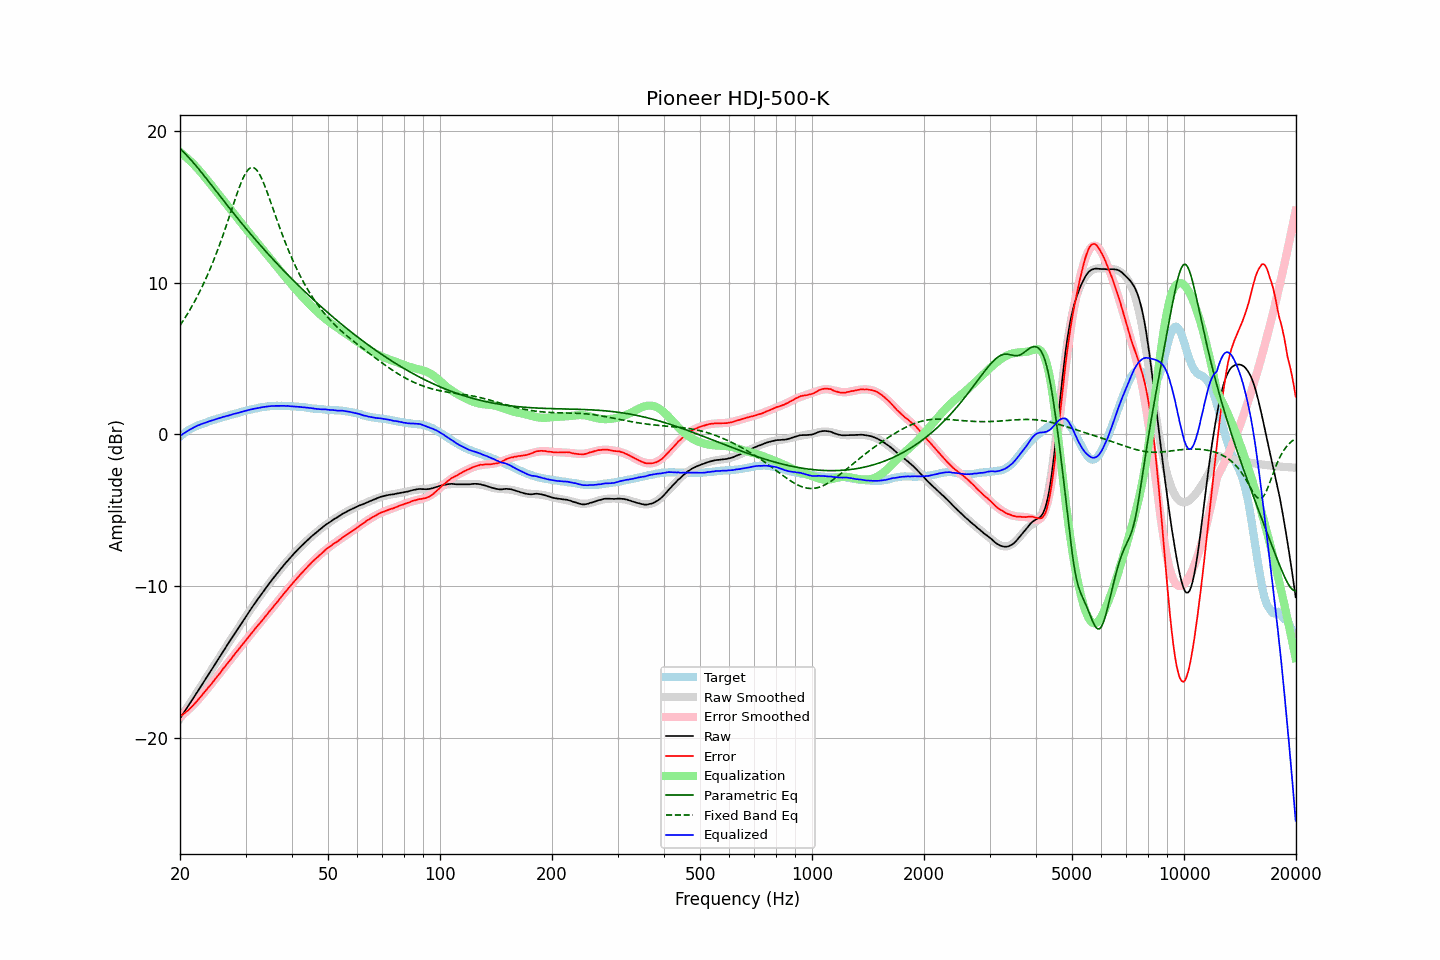 Pioneer HDJ-500-K
Amplitude (dBr)
20
10
0
−10
−20
Target
Raw Smoothed
Error Smoothed
Raw
Error
Equalization
Parametric Eq
Fixed Band Eq
Equalized
20 50 100 200 500 1000 2000 5000 10000 20000
Frequency (Hz)